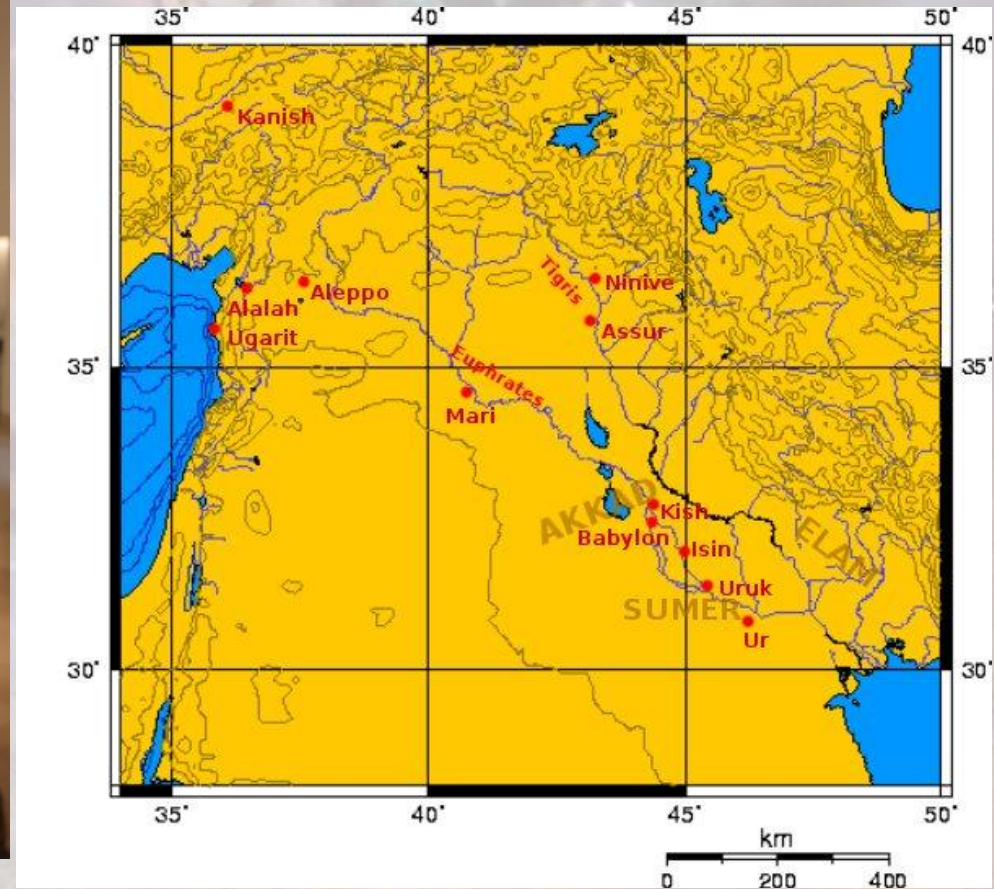 35° 40° 45° 50°
40° 40°
Kanish
Aleppo
Alalah
Ugarit
Tigris
Ninive
Assur
35° 35°
Euphrates
Mari
AKKAD
Kish
Babylon
Isin
ELAM
Uruk
SUMER
Ur
30° 30°
35° 40° 45° 50°
km
0 200 400